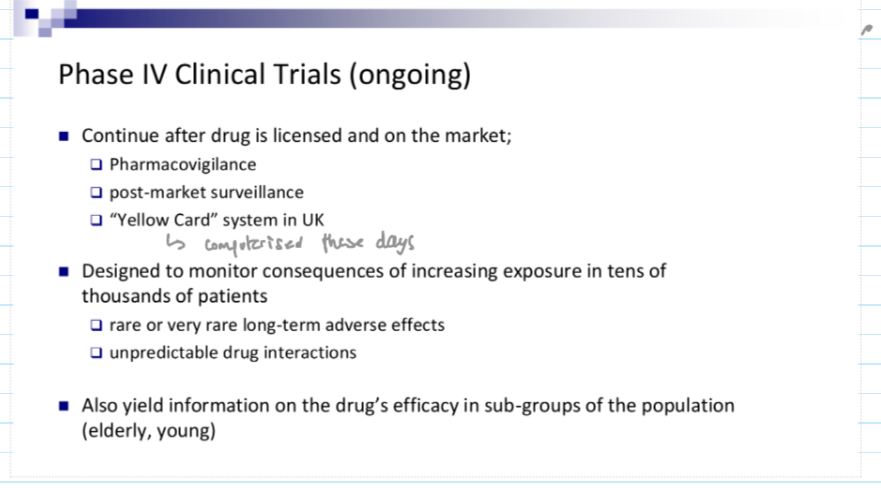 Phase IV Clinical Trials (ongoing)
Continue after drug is licensed and on the market;
Pharmacovigilance
post-market surveillance
“Yellow Card” system in UK
↳ computerised these days
Designed to monitor consequences of increasing exposure in tens of
thousands of patients
rare or very rare long-term adverse effects
unpredictable drug interactions
Also yield information on the drug’s efficacy in sub-groups of the population
(elderly, young)